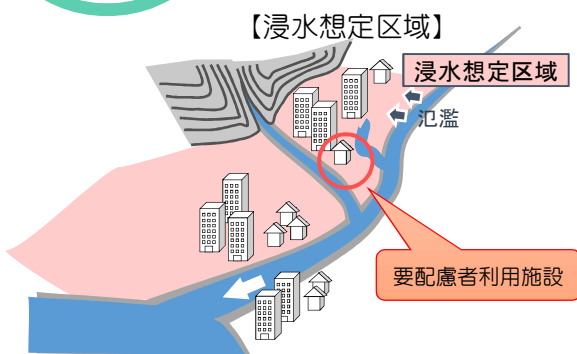 【浸水想定区域】
浸水想定区域
氾濫
要配慮者利用施設